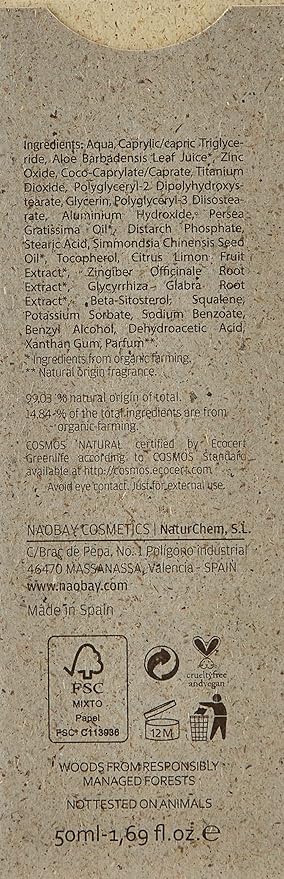 Ingredients: Aqua, Caprylic/capric Triglyce-
ride, Aloe Barbadensis Leaf Juice*, Zinc
Oxide, Coco-Caprylate/Caprate, Titanium
Dioxide, Polyglyceryl-2 Dipolyhydroxys-
tearate, Glycerin, Polyglyceryl-3 Diisostea-
rate, Aluminium Hydroxide, Persea
Gratissima Oil*, Distarch Phosphate,
Stearic Acid, Simmondsia Chinensis Seed
Oil*, Tocopherol, Citrus Limon Fruit
Extract*, Zingiber Officinale Root
Extract*, Glycyrrhiza Glabra Root
Extract*, Beta-Sitosterol, Squalene,
Potassium Sorbate, Sodium Benzoate,
Benzyl Alcohol, Dehydroacetic Acid,
Xanthan Gum, Parfum**.
* Ingredients from organic farming.
** Natural origin fragrance.
99,03 % natural origin of total.
14,84 % of the total ingredients are from
organic farming.
COSMOS NATURAL certified by Ecocert
Greenlife according to COSMOS Standard
available at http://cosmos.ecocert.com
Avoid eye contact. Just for external use.
NAOBAY COSMETICS | NaturChem, S.L.
C/Braç de Pepa, No. 1 Polígono industrial
46470 MASSANASSA, Valencia - SPAIN
www.naobay.com
Made in Spain
FSC
MIXTO
Papel
FSC® C113936
crueltyfree
and vegan
12M
WOODS FROM RESPONSIBLY
MANAGED FORESTS
NOT TESTED ON ANIMALS
50ml-1,69 fl.oz. e